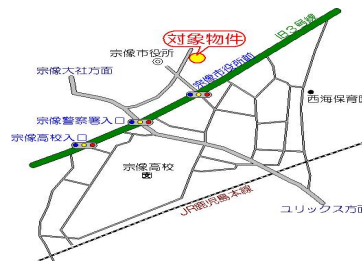 対象物件
旧3号線
宗像市役所
宗像大社方面
宗像市役所前
西海保育園
宗像警察署入口
宗像高校入口
宗像高校
ユリックス方面
JR鹿児島本線